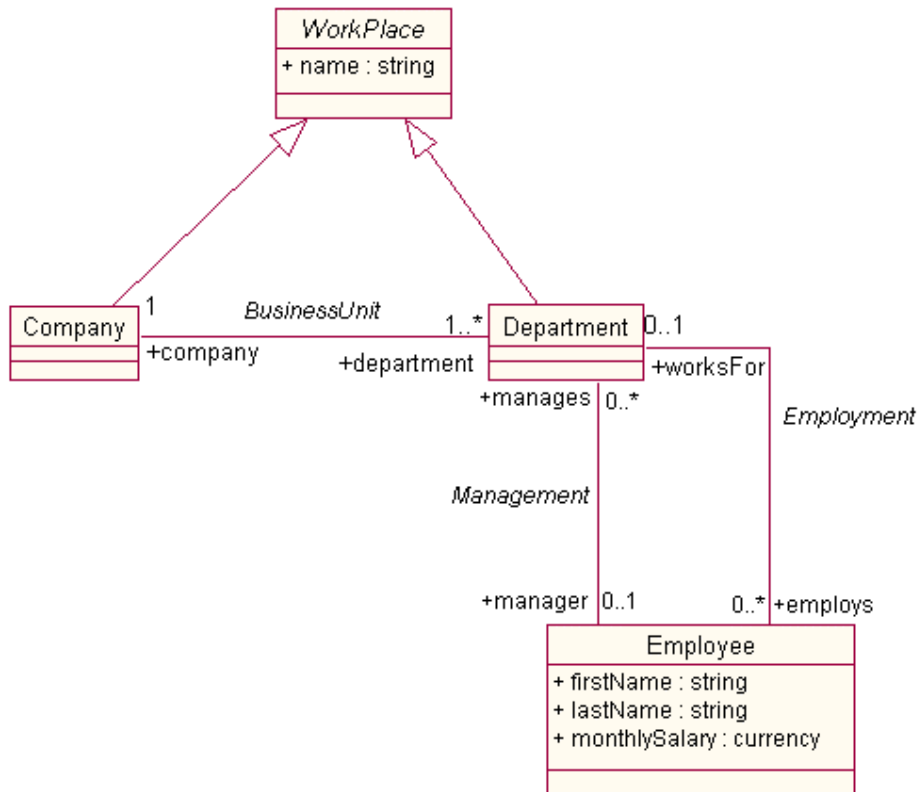 WorkPlace
+ name : string
Company
1
BusinessUnit
1..*
+company
+department
Department
0..1
+worksFor
+manages
0..*
Employment
Management
+manager
0..1
0..*
+employs
Employee
+ firstName : string
+ lastName : string
+ monthlySalary : currency